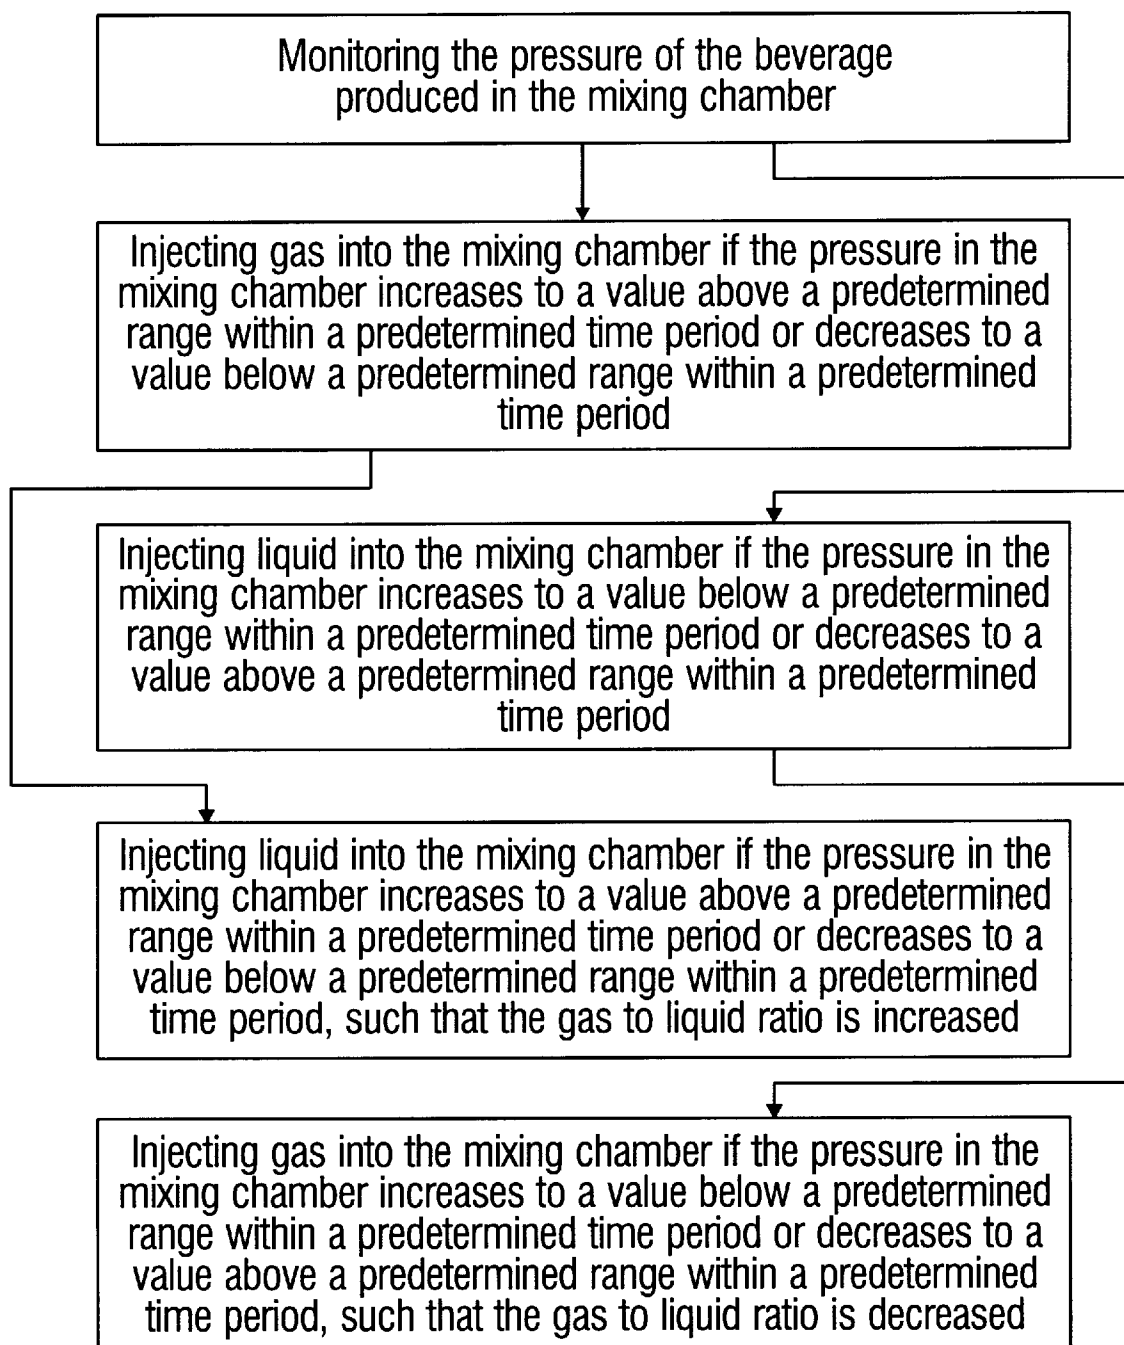 Monitoring the pressure of the beverage
produced in the mixing chamber
Injecting gas into the mixing chamber if the pressure in the
mixing chamber increases to a value above a predetermined
range within a predetermined time period or decreases to a
value below a predetermined range within a predetermined
time period
Injecting liquid into the mixing chamber if the pressure in the
mixing chamber increases to a value below a predetermined
range within a predetermined time period or decreases to a
value above a predetermined range within a predetermined
time period
Injecting liquid into the mixing chamber if the pressure in the
mixing chamber increases to a value above a predetermined
range within a predetermined time period or decreases to a
value below a predetermined range within a predetermined
time period, such that the gas to liquid ratio is increased
Injecting gas into the mixing chamber if the pressure in the
mixing chamber increases to a value below a predetermined
range within a predetermined time period or decreases to a
value above a predetermined range within a predetermined
time period, such that the gas to liquid ratio is decreased